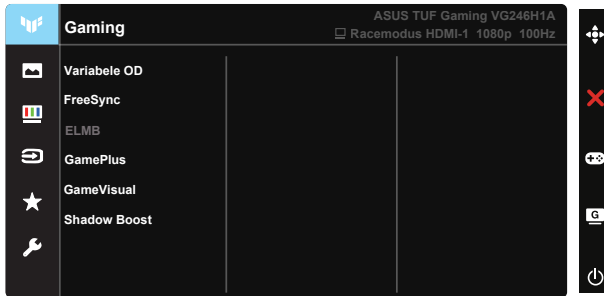 Gaming
ASUS TUF Gaming VG246H1A
Racemodus HDMI-1 1080p 100Hz
Variabele OD
FreeSync
ELMB
GamePlus
GameVisual
Shadow Boost
G